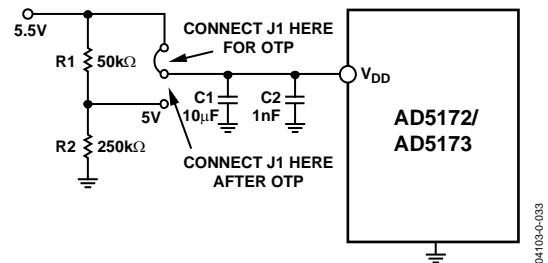 5.5V
CONNECT J1 HERE
FOR OTP
R1
50kΩ
VDD
C1
10μF
C2
1nF
5V
AD5172/
AD5173
R2
250kΩ
CONNECT J1 HERE
AFTER OTP
04103-0-033